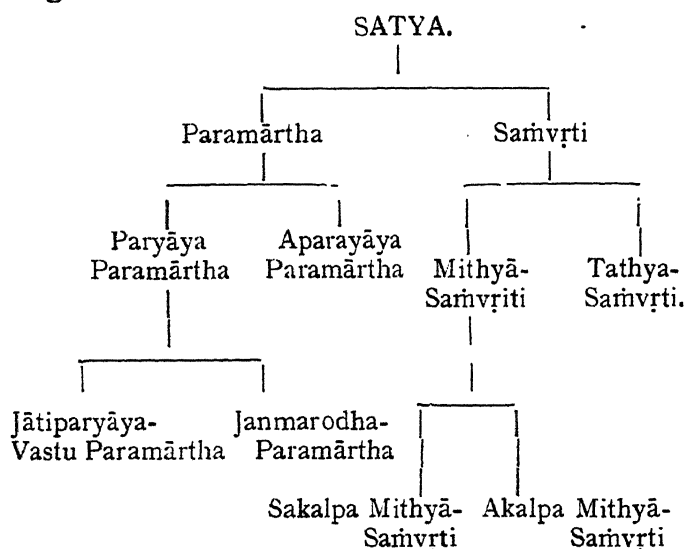 SATYA.
Paramārtha Saṁvṛti
Paryāya Aparayāya
Paramārtha Paramārtha Mithyā- Tathya-
Saṁvṛiti Saṁvṛti.
Jātiparyāya- Janmarodha-
Vastu Paramārtha Paramārtha
Sakalpa Mithyā- Akalpa Mithyā-
Saṁvṛti Saṁvṛti